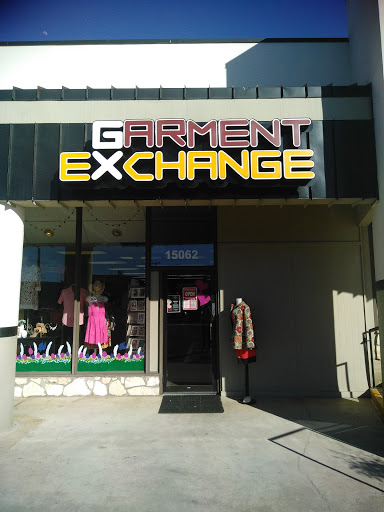 GARMENT
EXCHANGE
15062
OPEN